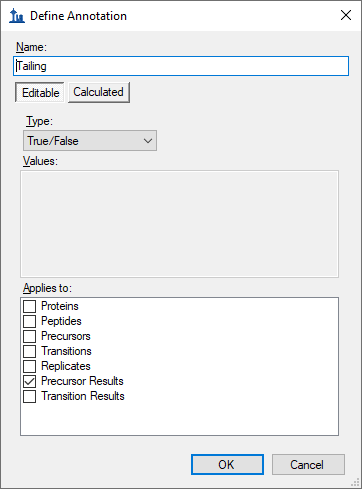 Define Annotation
Name:
Tailing
Editable Calculated
Type:
True/False
Values:
Applies to:
Proteins
Peptides
Precursors
Transitions
Replicates
Precursor Results
Transition Results
OK Cancel